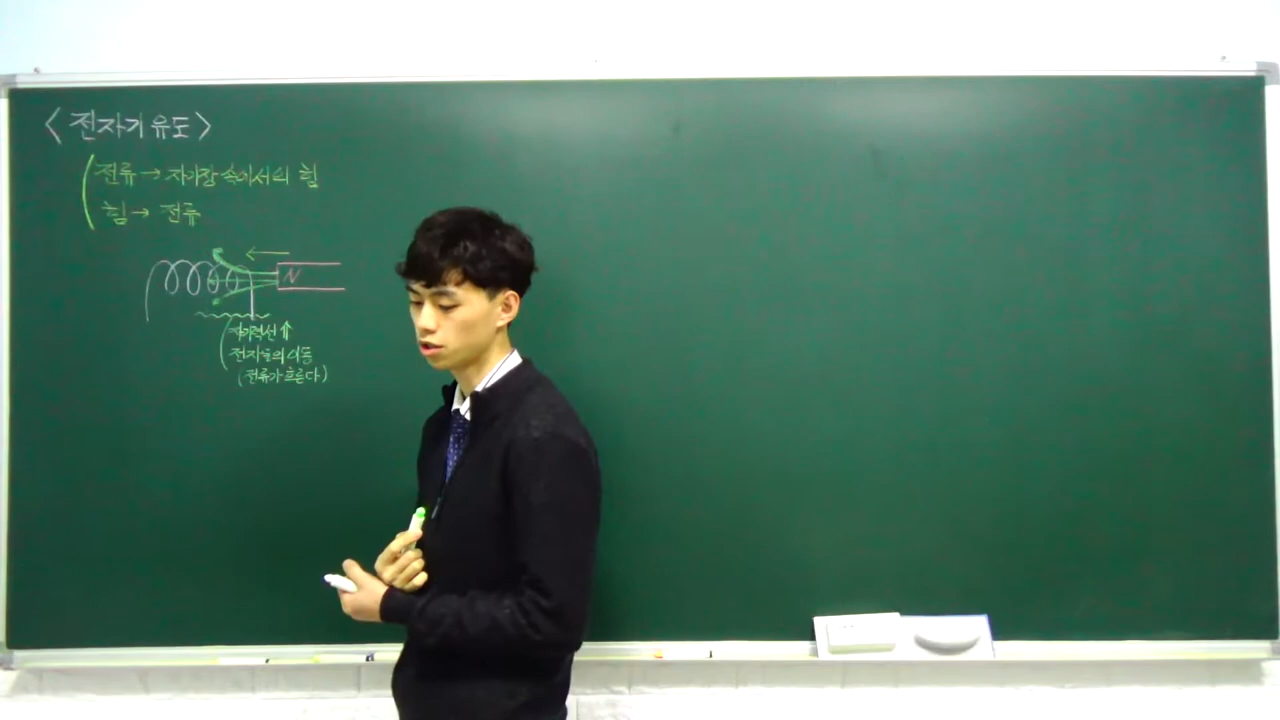 <전자기 유도>
전류 → 자기장 속에서의 힘
힘 → 전류
N
자기력선 ⇑
전자들의 이동
(전류가 흐른다)